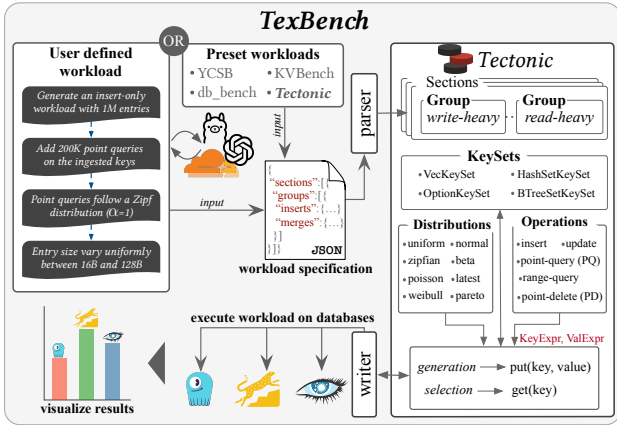 TexBench
User defined
workload
Generate an insert-only
workload with 1M entries
Add 200K point queries
on the ingested keys
Point queries follow a Zipf
distribution (α=1)
Entry size vary uniformly
between 16B and 128B
OR
Preset workloads
• YCSB
• KVBench
• db_bench
• Tectonic
input
input
{
"sections":[{
"groups":[{
"inserts":{...}
"merges":{...}
}]
}]
}
JSON
workload specification
parser
Tectonic
Sections
Group
write-heavy
..
Group
read-heavy
KeySets
• VecKeySet
• HashSetKeySet
• OptionKeySet
• BTreeSetKeySet
Distributions
• uniform
• normal
• zipfian
• beta
• poisson
• latest
• weibull
• pareto
Operations
• insert
• update
• point-query (PQ)
• range-query
• point-delete (PD)
KeyExpr, ValExpr
generation
put(key, value)
selection
get(key)
writer
execute workload on databases
visualize results